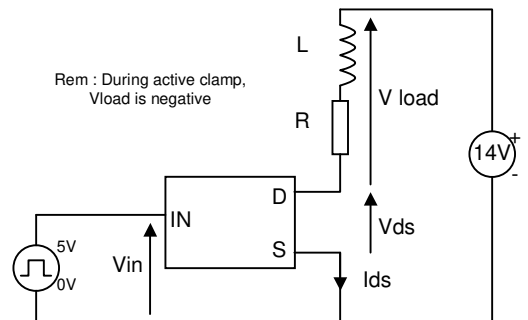 L
Rem : During active clamp,
Vload is negative
V load
R
14V
+
-
D
IN
Vds
S
5V
0V
Vin
Ids